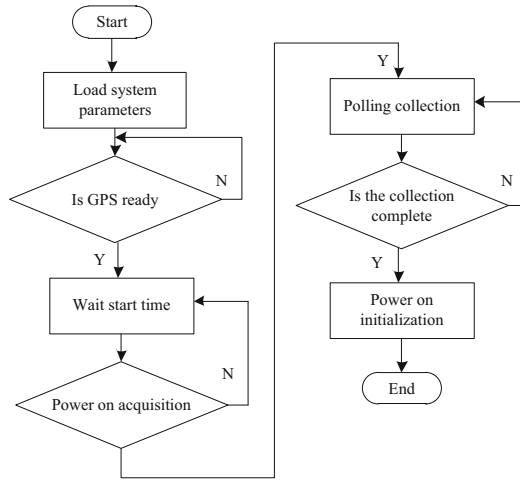 Start
Load system
parameters
Is GPS ready
N
Y
Wait start time
Power on acquisition
N
Y
Polling collection
Is the collection
complete
N
Y
Power on
initialization
End